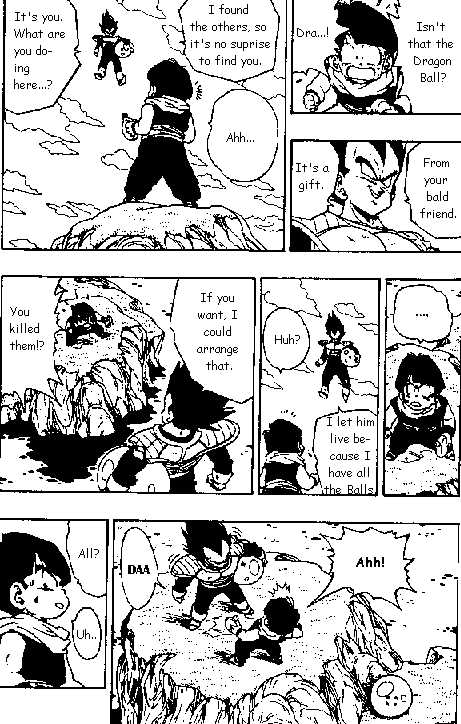 It's you.
What are
you do-
ing
here...?
I found
the others, so
it's no suprise
to find you.
Ahh...
Dra...!
Isn't
that the
Dragon
Ball?
It's a
gift.
From
your
bald
friend.
You
killed
them!?
If you
want, I
could
arrange
that.
Huh?
I let him
live be-
cause I
have all
the Balls
....
All?
Uh..
DAA
Ahh!